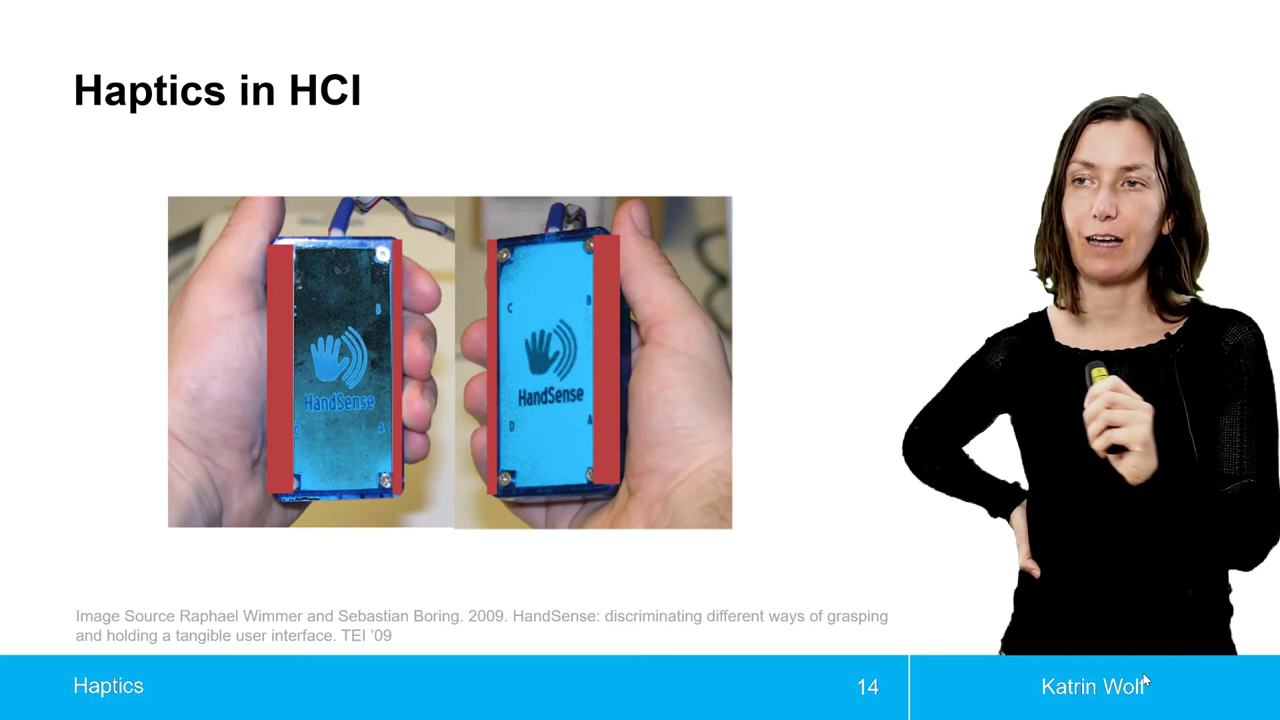 Haptics in HCI
C
B
HandSense
D
A
C
B
HandSense
D
A
Image Source Raphael Wimmer and Sebastian Boring. 2009. HandSense: discriminating different ways of grasping
and holding a tangible user interface. TEI ’09
Haptics
14
Katrin Wolf